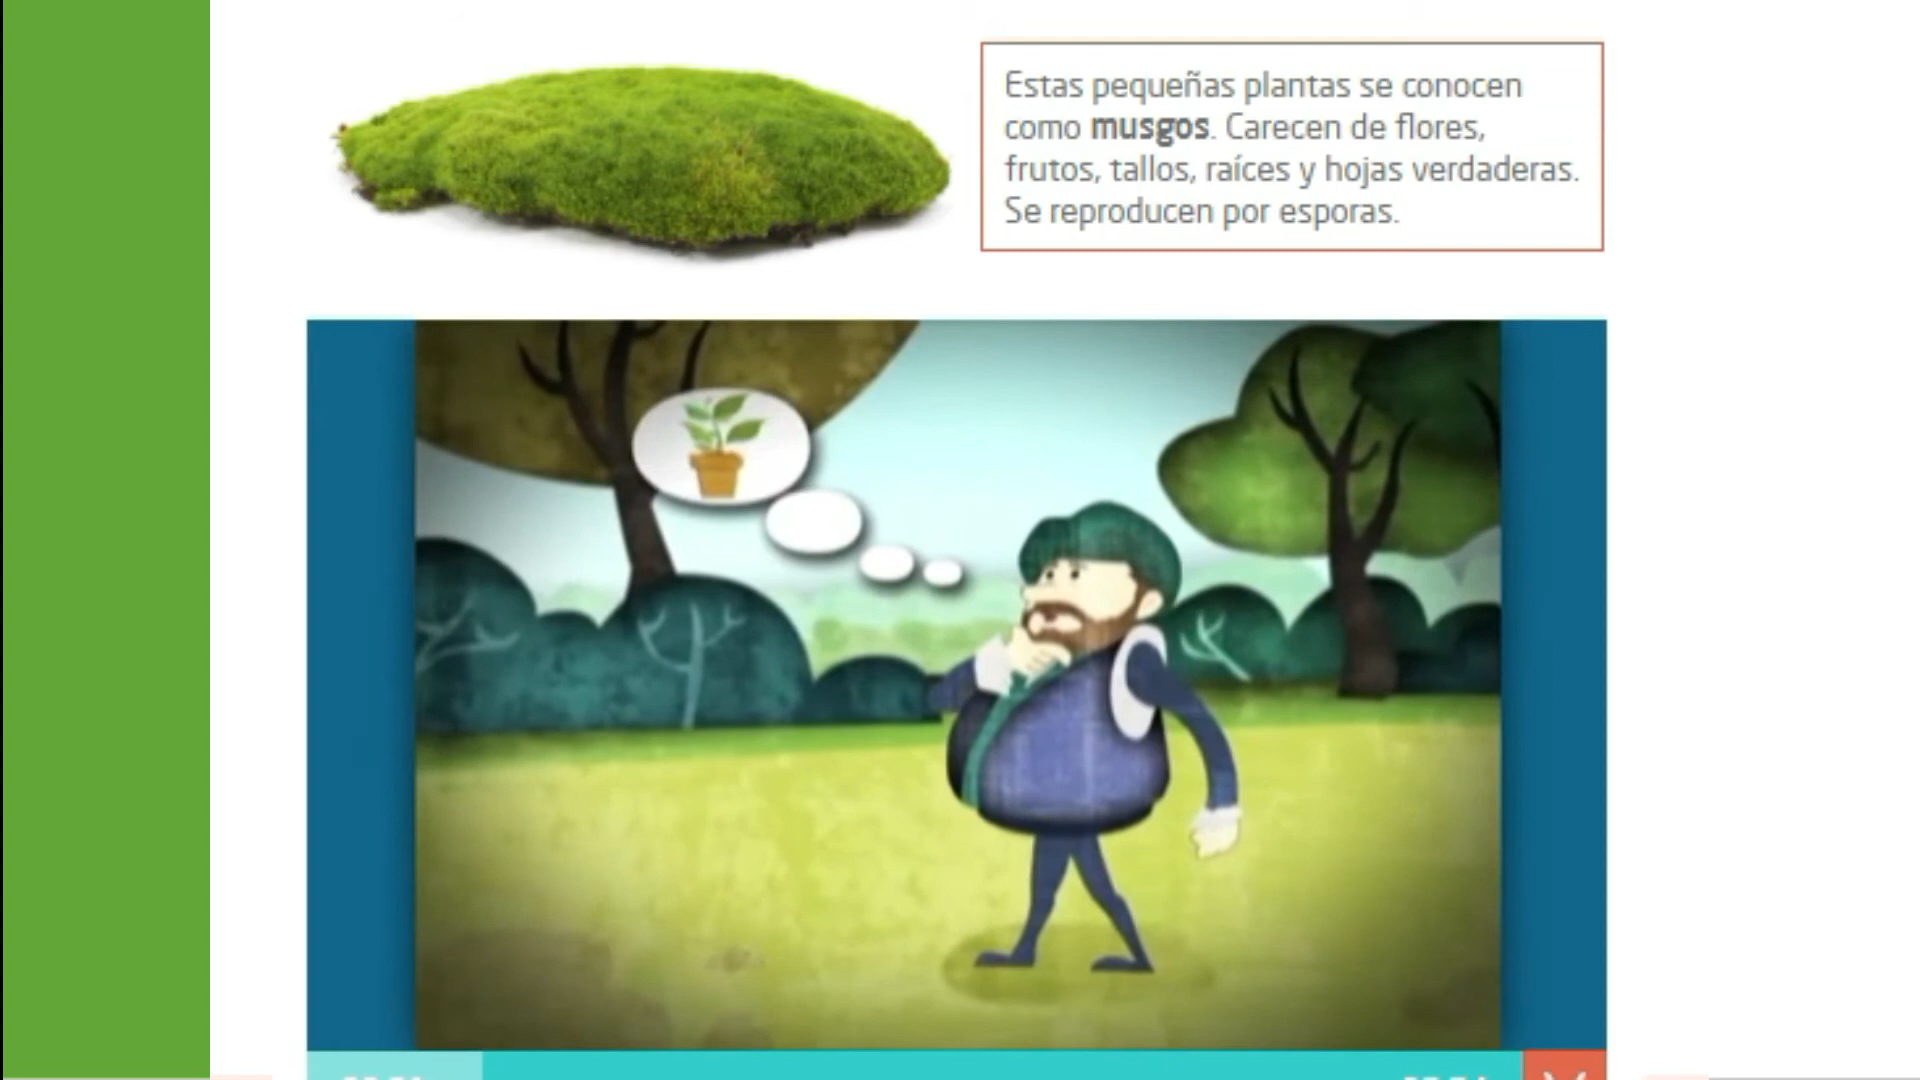 Estas pequeñas plantas se conocen
como musgos. Carecen de flores,
frutos, tallos, raíces y hojas verdaderas.
Se reproducen por esporas.